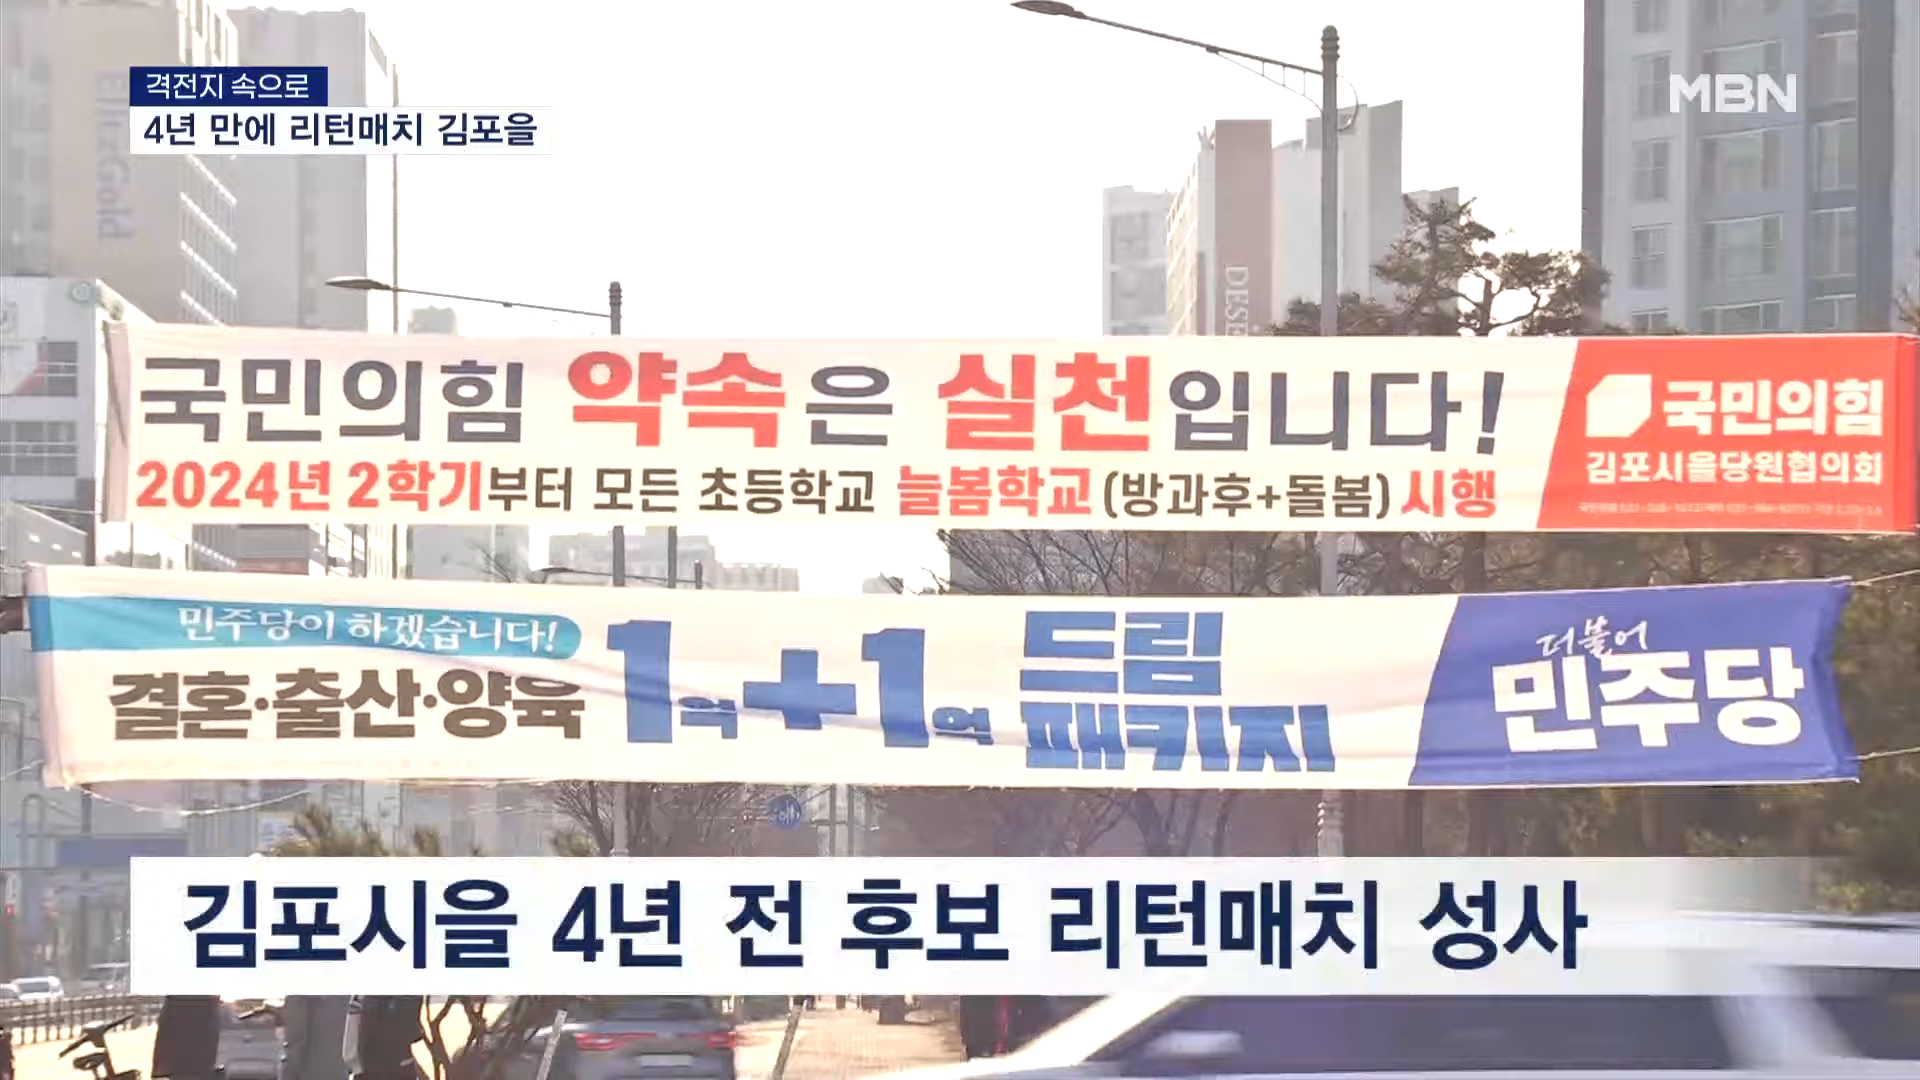 격전지 속으로
4년 만에 리턴매치 김포을
MBN
EliezGold
국민의힘 약속은 실천입니다!
2024년 2학기부터 모든 초등학교 늘봄학교(방과후+돌봄) 시행
국민의힘
김포시을당원협의회
민주당이 하겠습니다!
결혼·출산·양육
1억+1억
드림
패키지
더불어
민주당
김포시을 4년 전 후보 리턴매치 성사